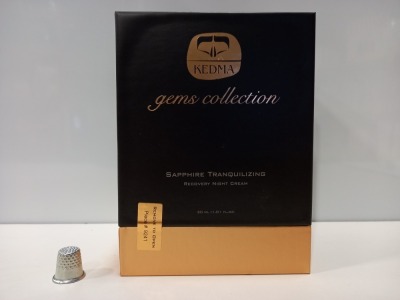 KEDMA
gems collection
SAPPHIRE TRANQUILIZING
RECOVERY NIGHT CREAM